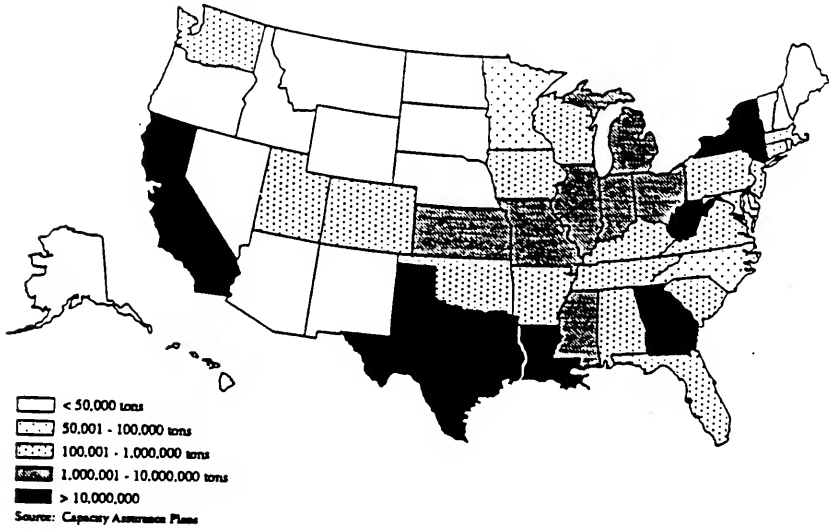 < 50,000 tons
50,001 - 100,000 tons
100,001 - 1,000,000 tons
1,000,001 - 10,000,000 tons
> 10,000,000
Source: Capacity Assurance Plans